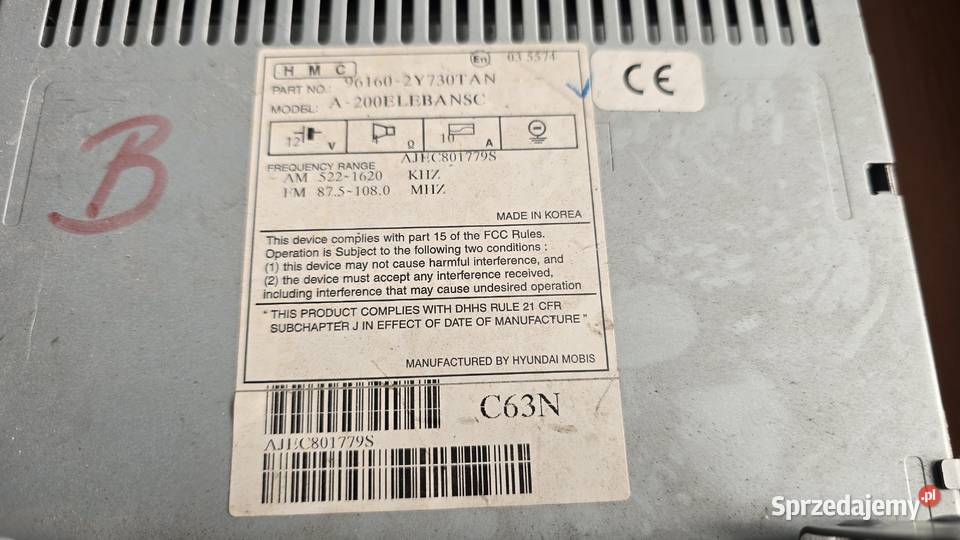 En 03 5574
HMC
PART NO.: 96160-2Y730TAN
MODEL: A-200ELEBANSC
CE
12 V 4 Ω 10 A
AJEC801779S
FREQUENCY RANGE
AM 522-1620 KHZ
FM 87.5~108.0 MHZ
MADE IN KOREA
This device complies with part 15 of the FCC Rules.
Operation is Subject to the following two conditions :
(1) this device may not cause harmful interference, and
(2) the device must accept any interference received,
including interference that may cause undesired operation
" THIS PRODUCT COMPLIES WITH DHHS RULE 21 CFR
SUBCHAPTER J IN EFFECT OF DATE OF MANUFACTURE "
MANUFACTURED BY HYUNDAI MOBIS
C63N
AJEC801779S
B
Sprzedajemy.pl